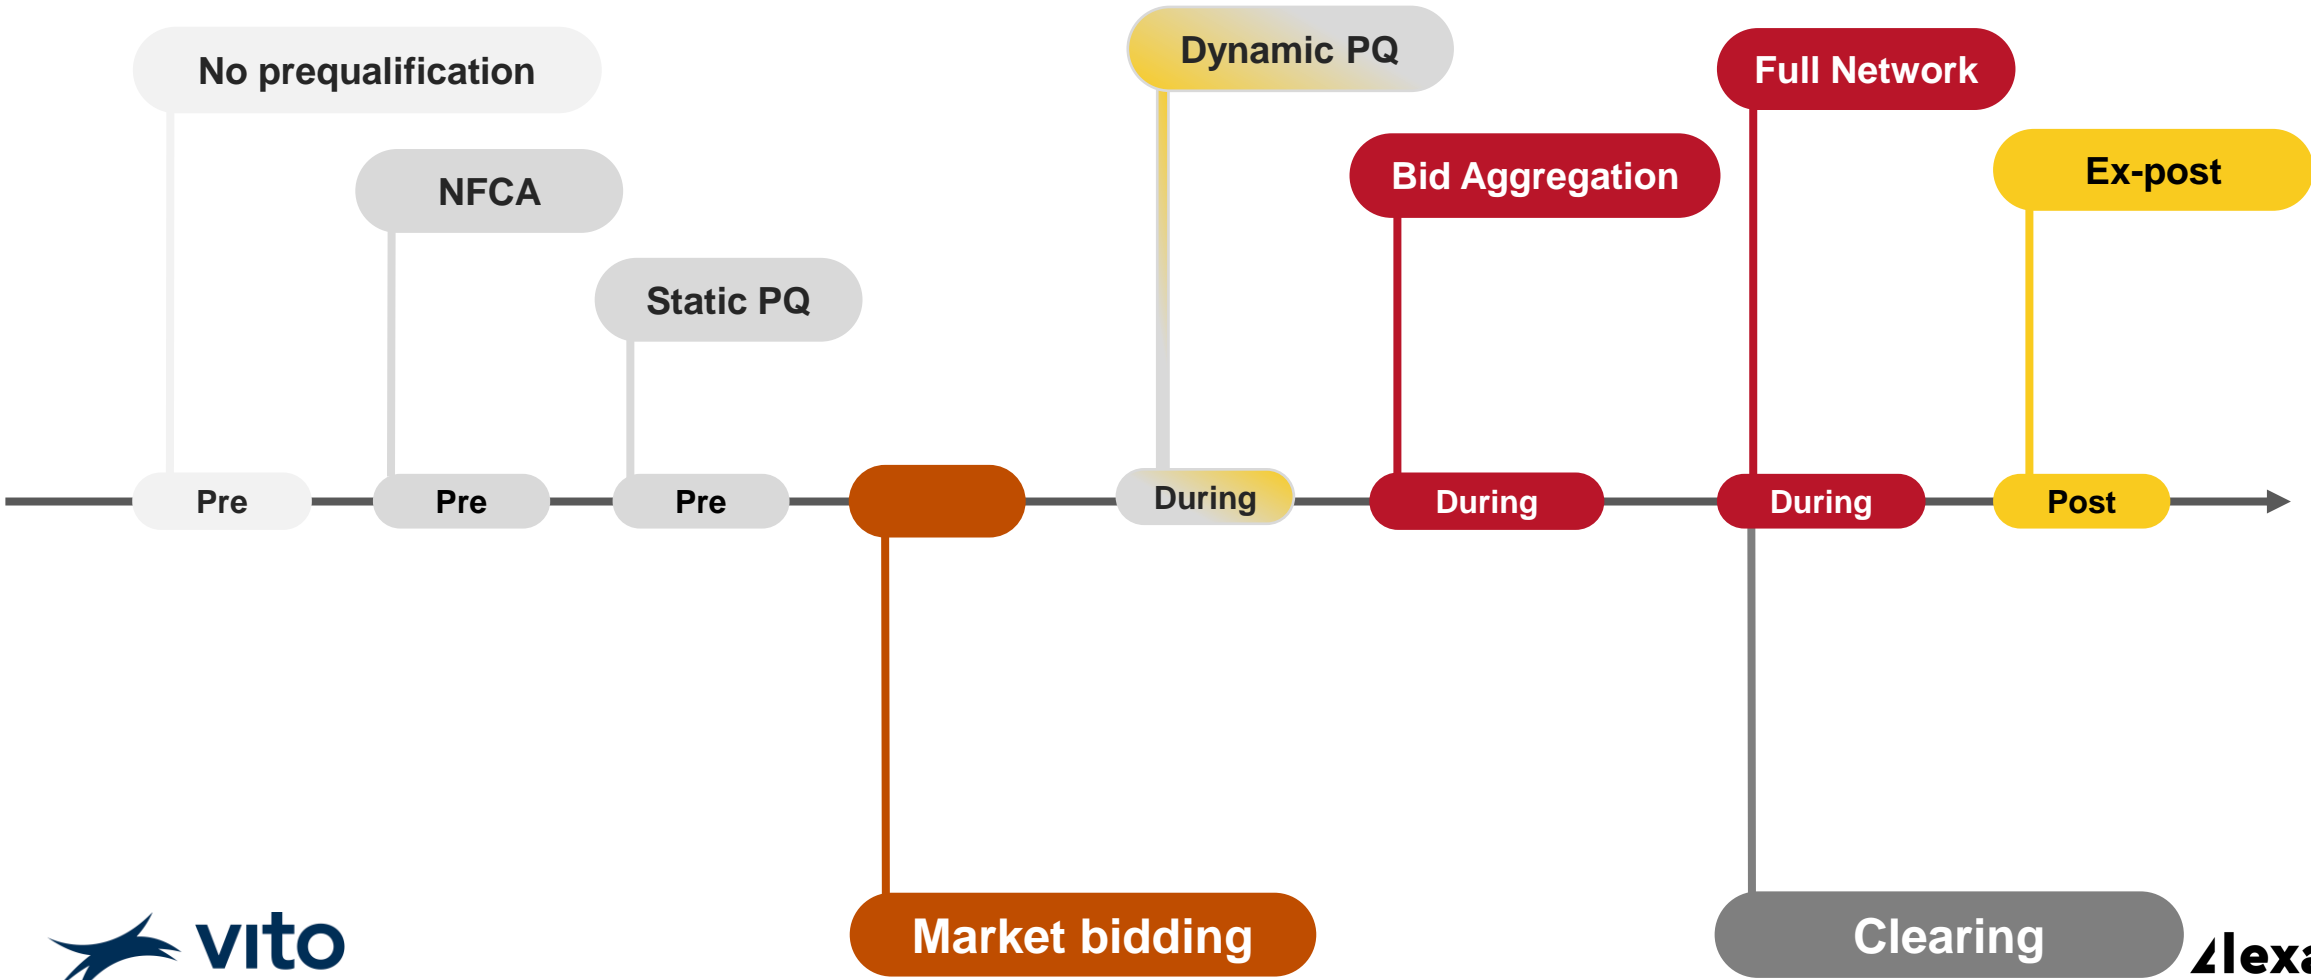 No prequalification
NFCA
Static PQ
Dynamic PQ
Bid Aggregation
Full Network
Ex-post
Pre
Pre
Pre
During
During
During
Post
Market bidding
Clearing
vito